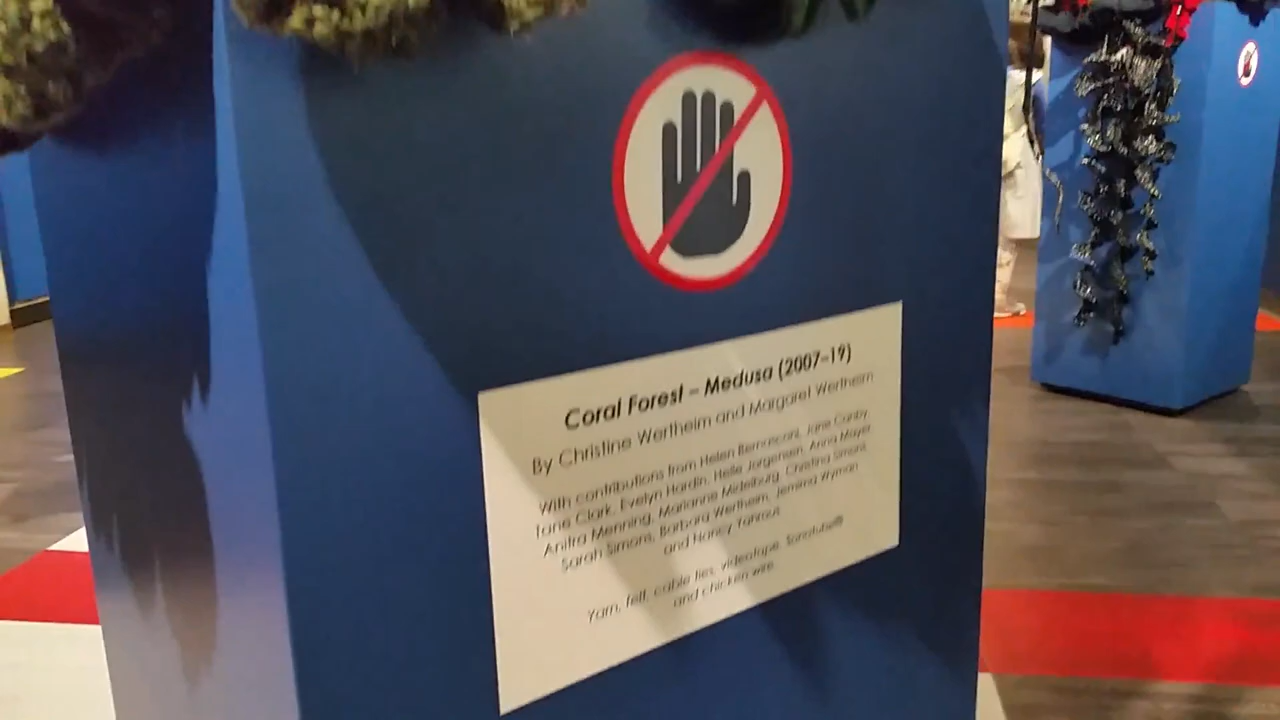 Coral Forest – Medusa (2007–19)
By Christine Wertheim and Margaret Wertheim
With contributions from Helen Bernasconi, Jane Canby,
Tane Clark, Evelyn Hardin, Helle Jorgensen, Anna Mayer,
Anitra Menning, Marianne Midelburg, Christina Simons,
Sarah Simons, Barbara Wertheim, Jemima Wyman
and Nancy Yahrous
Yarn, felt, cable ties, videotape, Sonotube®
and chicken wire